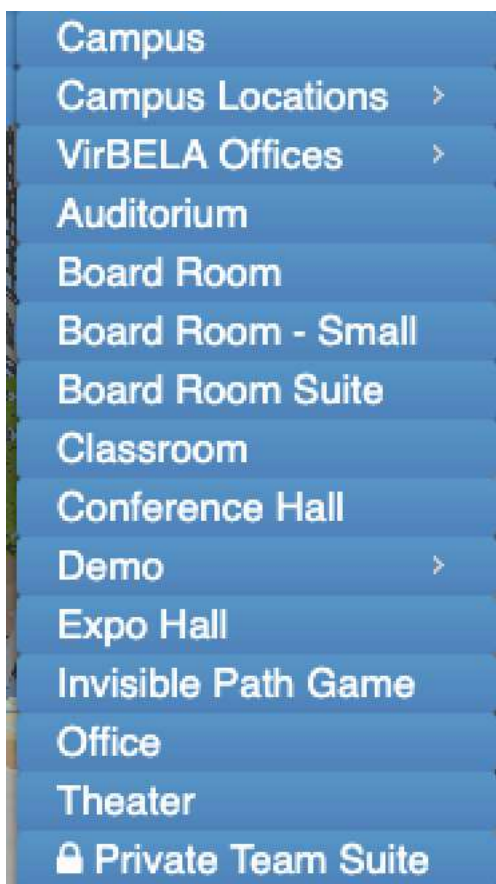 Campus
Campus Locations
VirBELA Offices
Auditorium
Board Room
Board Room - Small
Board Room Suite
Classroom
Conference Hall
Demo
Expo Hall
Invisible Path Game
Office
Theater
Private Team Suite